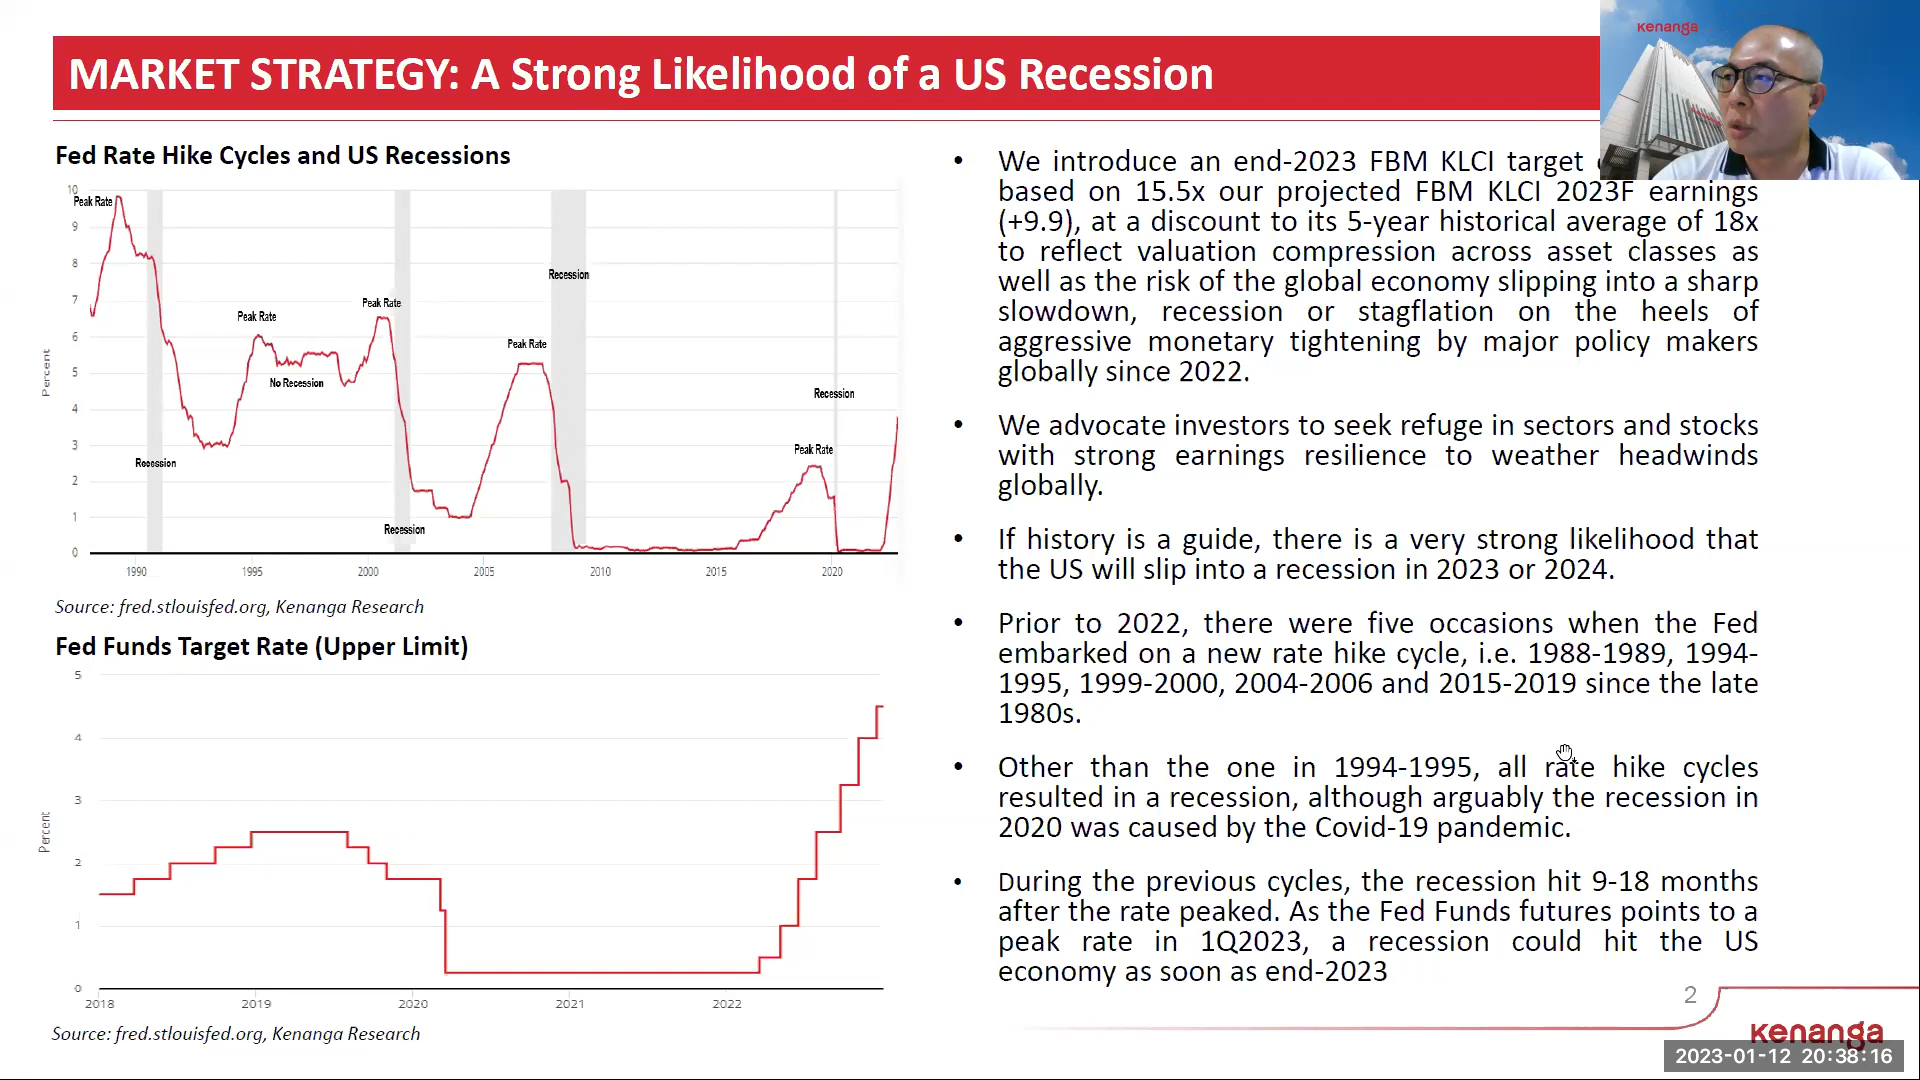 MARKET STRATEGY: A Strong Likelihood of a US Recession
kenanga
Fed Rate Hike Cycles and US Recessions
10
9
8
7
6
5
4
3
2
1
0
Percent
Peak Rate
Recession
Peak Rate
No Recession
Peak Rate
Recession
Peak Rate
Recession
Peak Rate
Recession
1990 1995 2000 2005 2010 2015 2020
Source: fred.stlouisfed.org, Kenanga Research
Fed Funds Target Rate (Upper Limit)
5
4
3
2
1
0
Percent
2018 2019 2020 2021 2022
Source: fred.stlouisfed.org, Kenanga Research
• We introduce an end-2023 FBM KLCI target
based on 15.5x our projected FBM KLCI 2023F earnings
(+9.9), at a discount to its 5-year historical average of 18x
to reflect valuation compression across asset classes as
well as the risk of the global economy slipping into a sharp
slowdown, recession or stagflation on the heels of
aggressive monetary tightening by major policy makers
globally since 2022.
• We advocate investors to seek refuge in sectors and stocks
with strong earnings resilience to weather headwinds
globally.
• If history is a guide, there is a very strong likelihood that
the US will slip into a recession in 2023 or 2024.
• Prior to 2022, there were five occasions when the Fed
embarked on a new rate hike cycle, i.e. 1988-1989, 1994-
1995, 1999-2000, 2004-2006 and 2015-2019 since the late
1980s.
• Other than the one in 1994-1995, all rate hike cycles
resulted in a recession, although arguably the recession in
2020 was caused by the Covid-19 pandemic.
• During the previous cycles, the recession hit 9-18 months
after the rate peaked. As the Fed Funds futures points to a
peak rate in 1Q2023, a recession could hit the US
economy as soon as end-2023
2
kenanga
2023-01-12 20:38:16